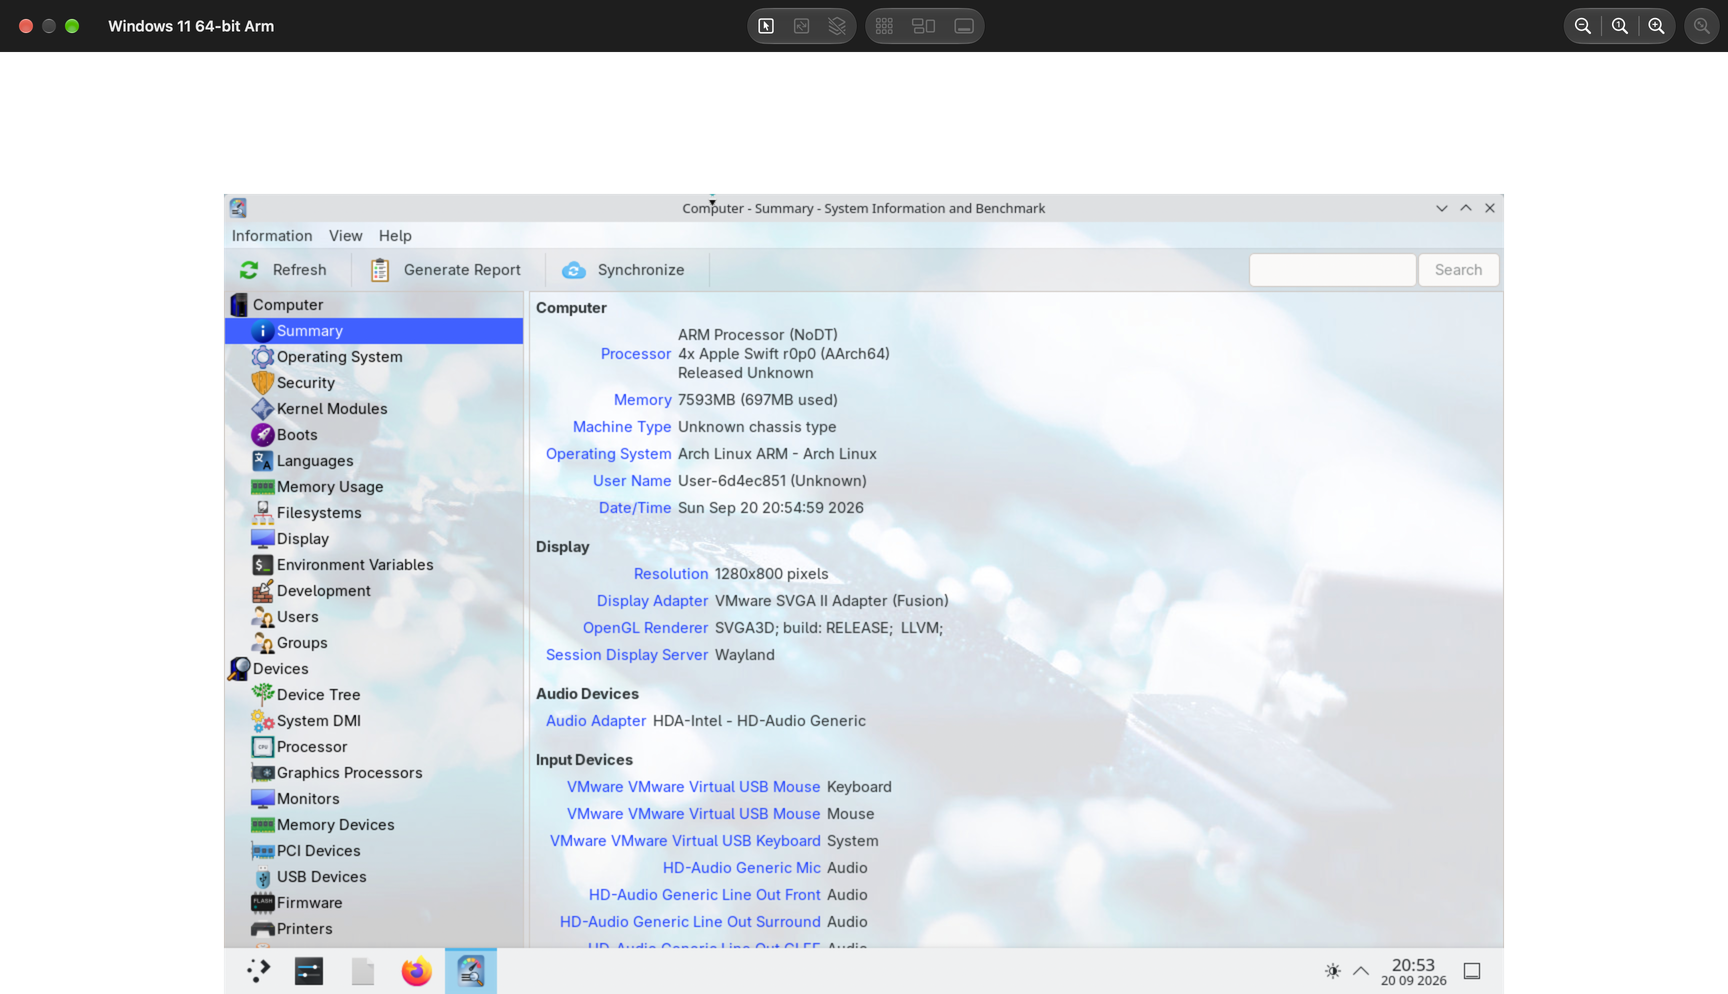 Windows 11 64-bit Arm
Computer - Summary - System Information and Benchmark
Information View Help
Refresh Generate Report Synchronize Search
Computer
Summary
Operating System
Security
Kernel Modules
Boots
Languages
Memory Usage
Filesystems
Display
Environment Variables
Development
Users
Groups
Devices
Device Tree
System DMI
Processor
Graphics Processors
Monitors
Memory Devices
PCI Devices
USB Devices
Firmware
Printers
Computer
ARM Processor (NoDT)
Processor 4x Apple Swift r0p0 (AArch64)
Released Unknown
Memory 7593MB (697MB used)
Machine Type Unknown chassis type
Operating System Arch Linux ARM - Arch Linux
User Name User-6d4ec851 (Unknown)
Date/Time Sun Sep 20 20:54:59 2026
Display
Resolution 1280x800 pixels
Display Adapter VMware SVGA II Adapter (Fusion)
OpenGL Renderer SVGA3D; build: RELEASE; LLVM;
Session Display Server Wayland
Audio Devices
Audio Adapter HDA-Intel - HD-Audio Generic
Input Devices
VMware VMware Virtual USB Mouse Keyboard
VMware VMware Virtual USB Mouse Mouse
VMware VMware Virtual USB Keyboard System
HD-Audio Generic Mic Audio
HD-Audio Generic Line Out Front Audio
HD-Audio Generic Line Out Surround Audio
HD-Audio Generic Line Out CLFE Audio
20:53
20 09 2026